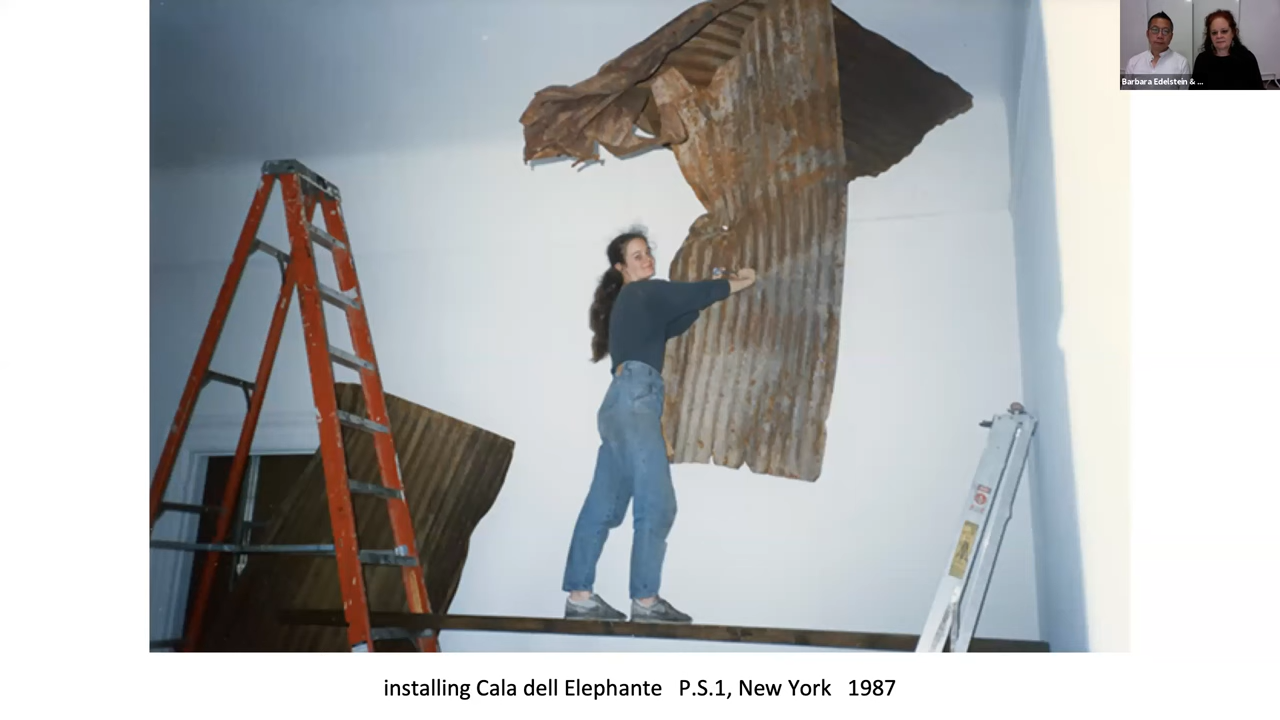 Barbara Edelstein & ...
installing Cala dell Elephante P.S.1, New York 1987